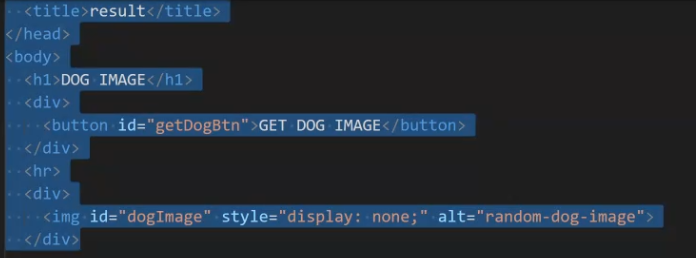 <title>result</title>
</head>
<body>
<h1>DOG IMAGE</h1>
<div>
<button id="getDogBtn">GET DOG IMAGE</button>
</div>
<hr>
<div>
<img id="dogImage" style="display: none;" alt="random-dog-image">
</div>